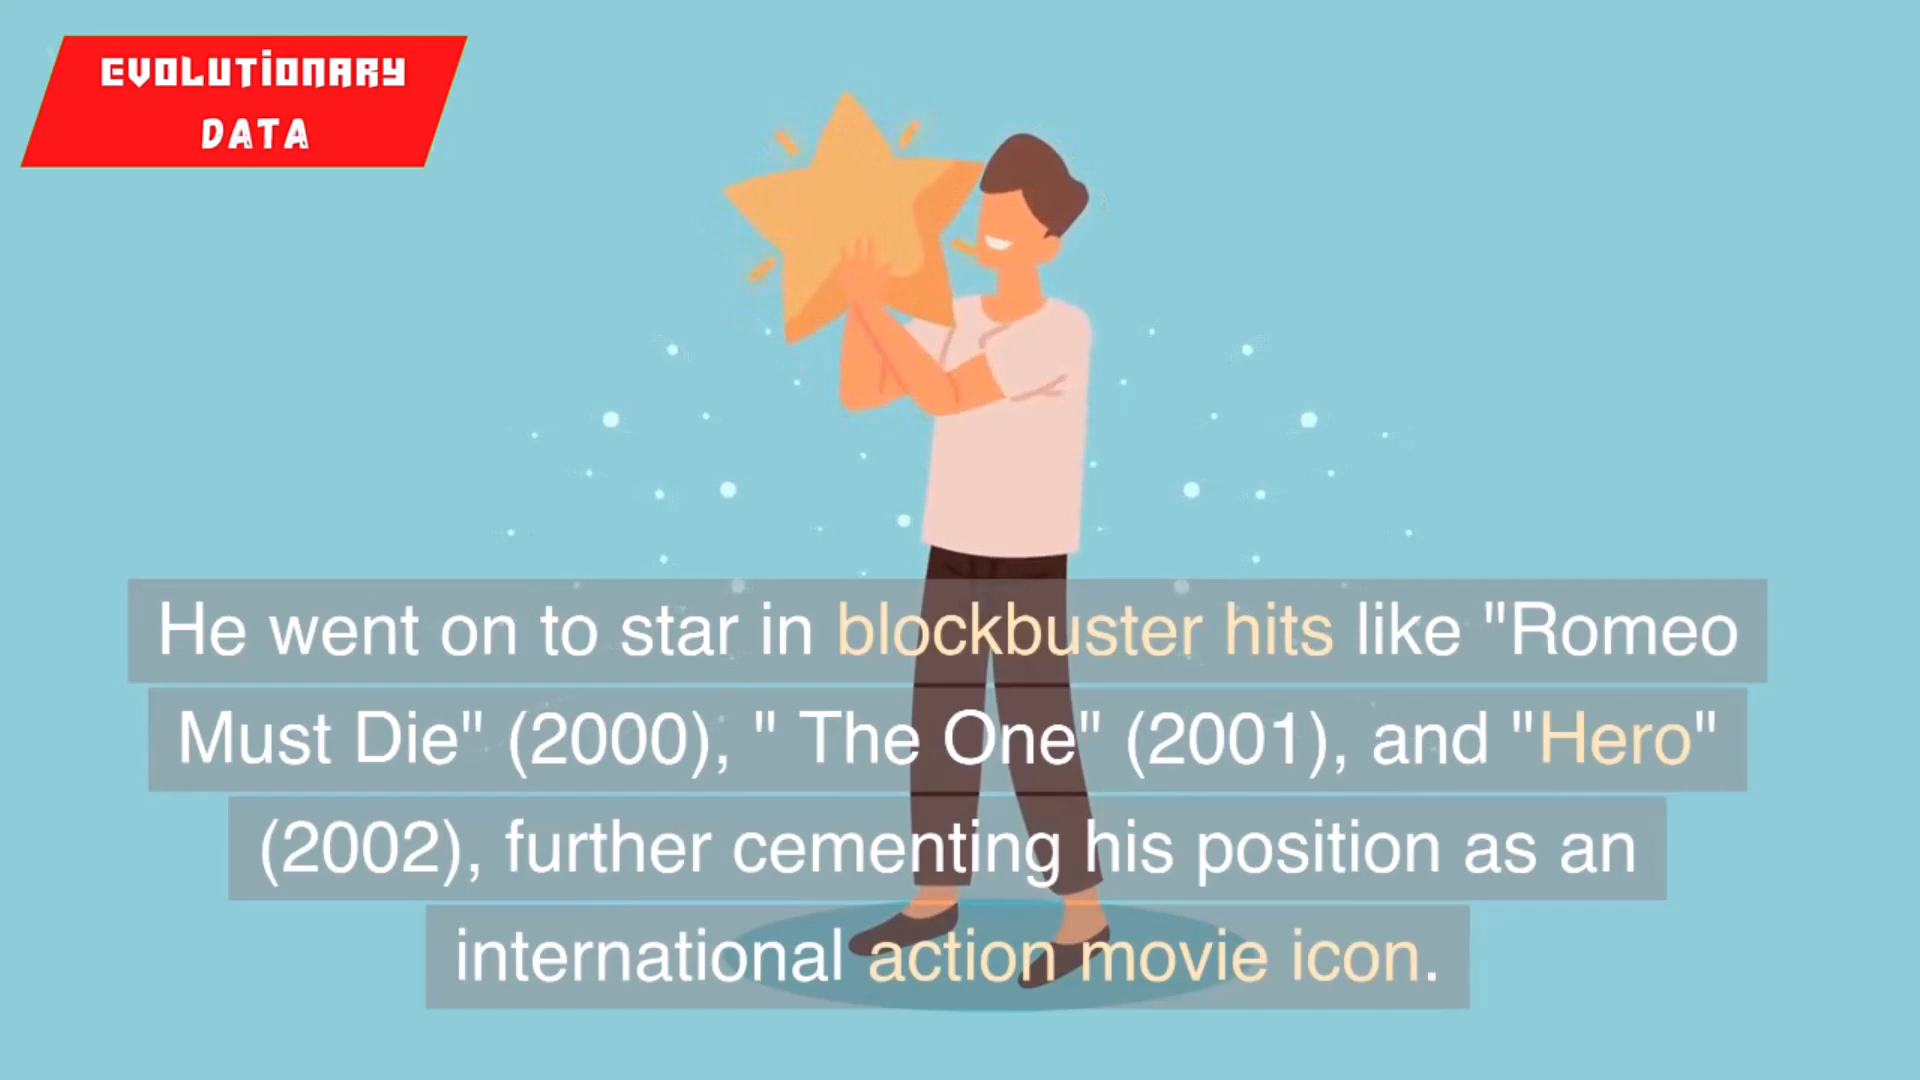 EVOLUTIONARY
DATA
He went on to star in blockbuster hits like "Romeo
Must Die" (2000), " The One" (2001), and "Hero"
(2002), further cementing his position as an
international action movie icon.